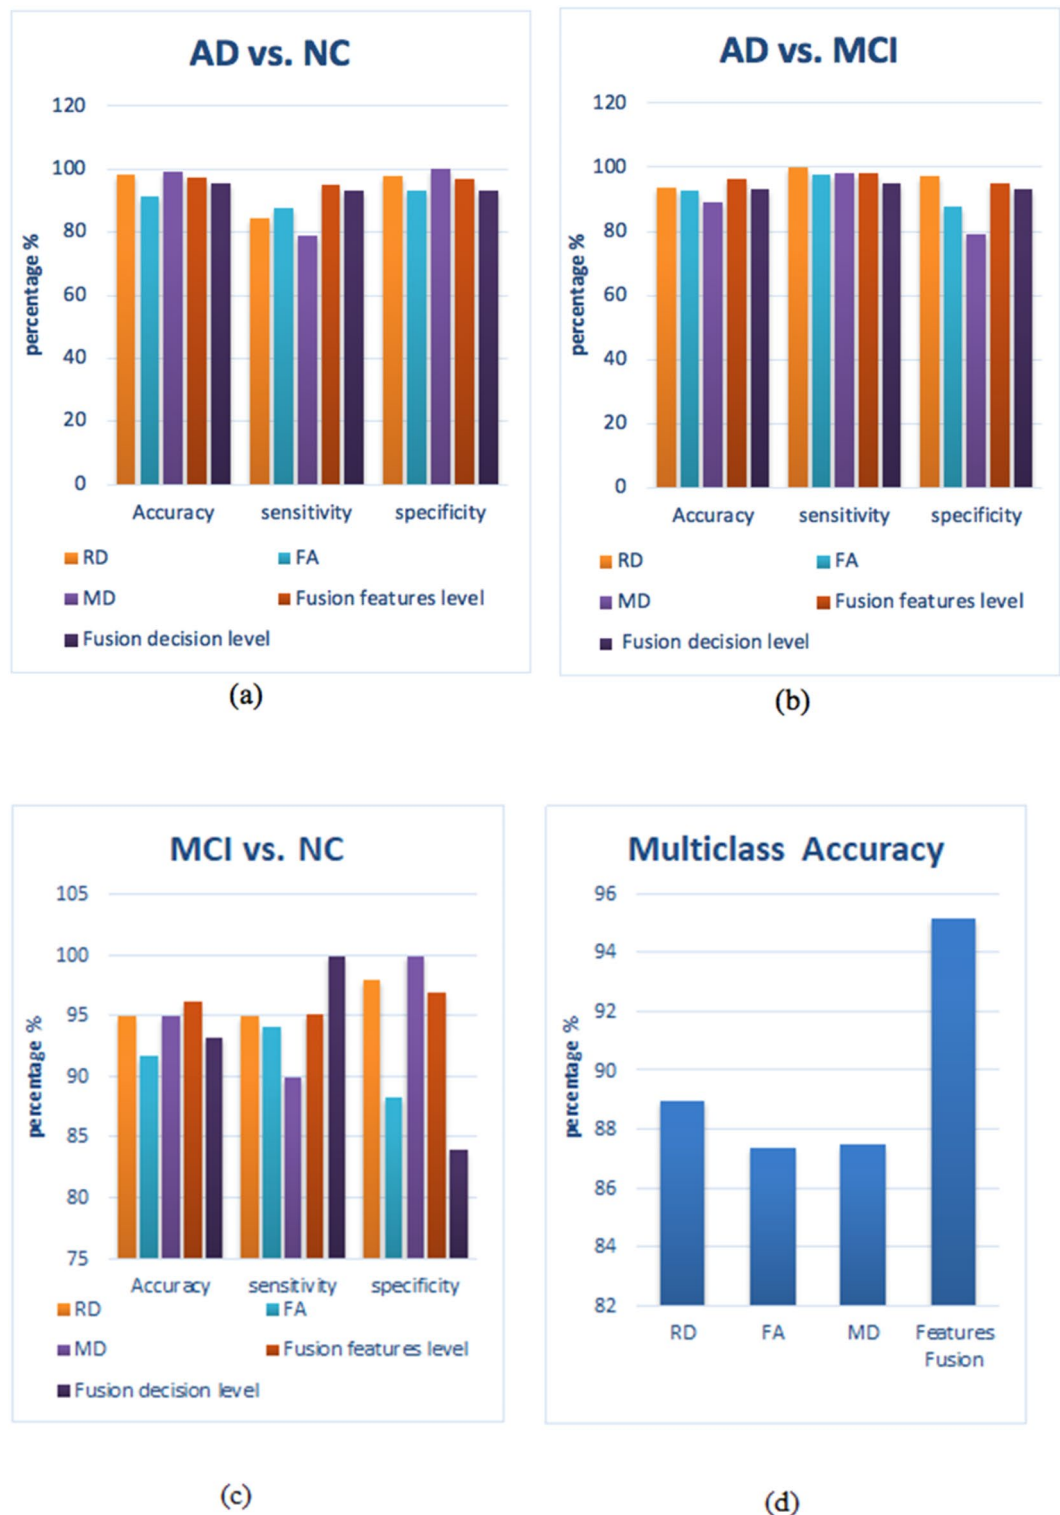 AD vs. NC
120
100
80
60
40
20
0
percentage %
Accuracy sensitivity specificity
RD FA
MD Fusion features level
Fusion decision level
(a)
AD vs. MCI
120
100
80
60
40
20
0
percentage %
Accuracy sensitivity specificity
RD FA
MD Fusion features level
Fusion decision level
(b)
MCI vs. NC
105
100
95
90
85
80
75
percentage %
Accuracy sensitivity specificity
RD FA
MD Fusion features level
Fusion decision level
(c)
Multiclass Accuracy
96
94
92
90
88
86
84
82
percentage %
RD FA MD Features
Fusion
(d)